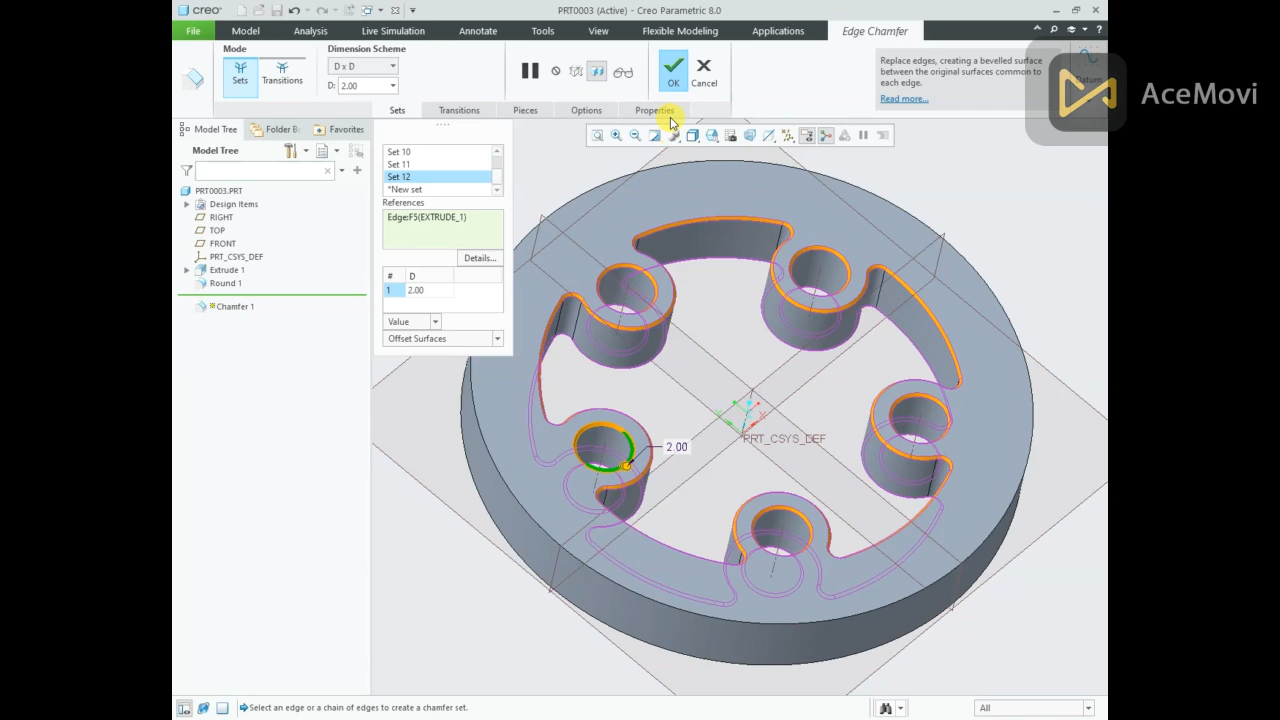 creo
PRT0003 (Active) - Creo Parametric 8.0
File Model Analysis Live Simulation Annotate Tools View Flexible Modeling Applications Edge Chamfer
Mode
Sets
Transitions
Dimension Scheme
D x D
D: 2.00
OK
Cancel
Replace edges, creating a bevelled surface
between the original surfaces common to
each edge.
Read more...
Datum
AceMovi
Sets Transitions Pieces Options Properties
Model Tree Folder B Favorites
Model Tree
PRT0003.PRT
Design Items
RIGHT
TOP
FRONT
PRT_CSYS_DEF
Extrude 1
Round 1
Chamfer 1
Set 10
Set 11
Set 12
*New set
References
Edge:F5(EXTRUDE_1)
Details...
# D
1 2.00
Value
Offset Surfaces
2.00
X
Y
PRT_CSYS_DEF
Select an edge or a chain of edges to create a chamfer set.
All